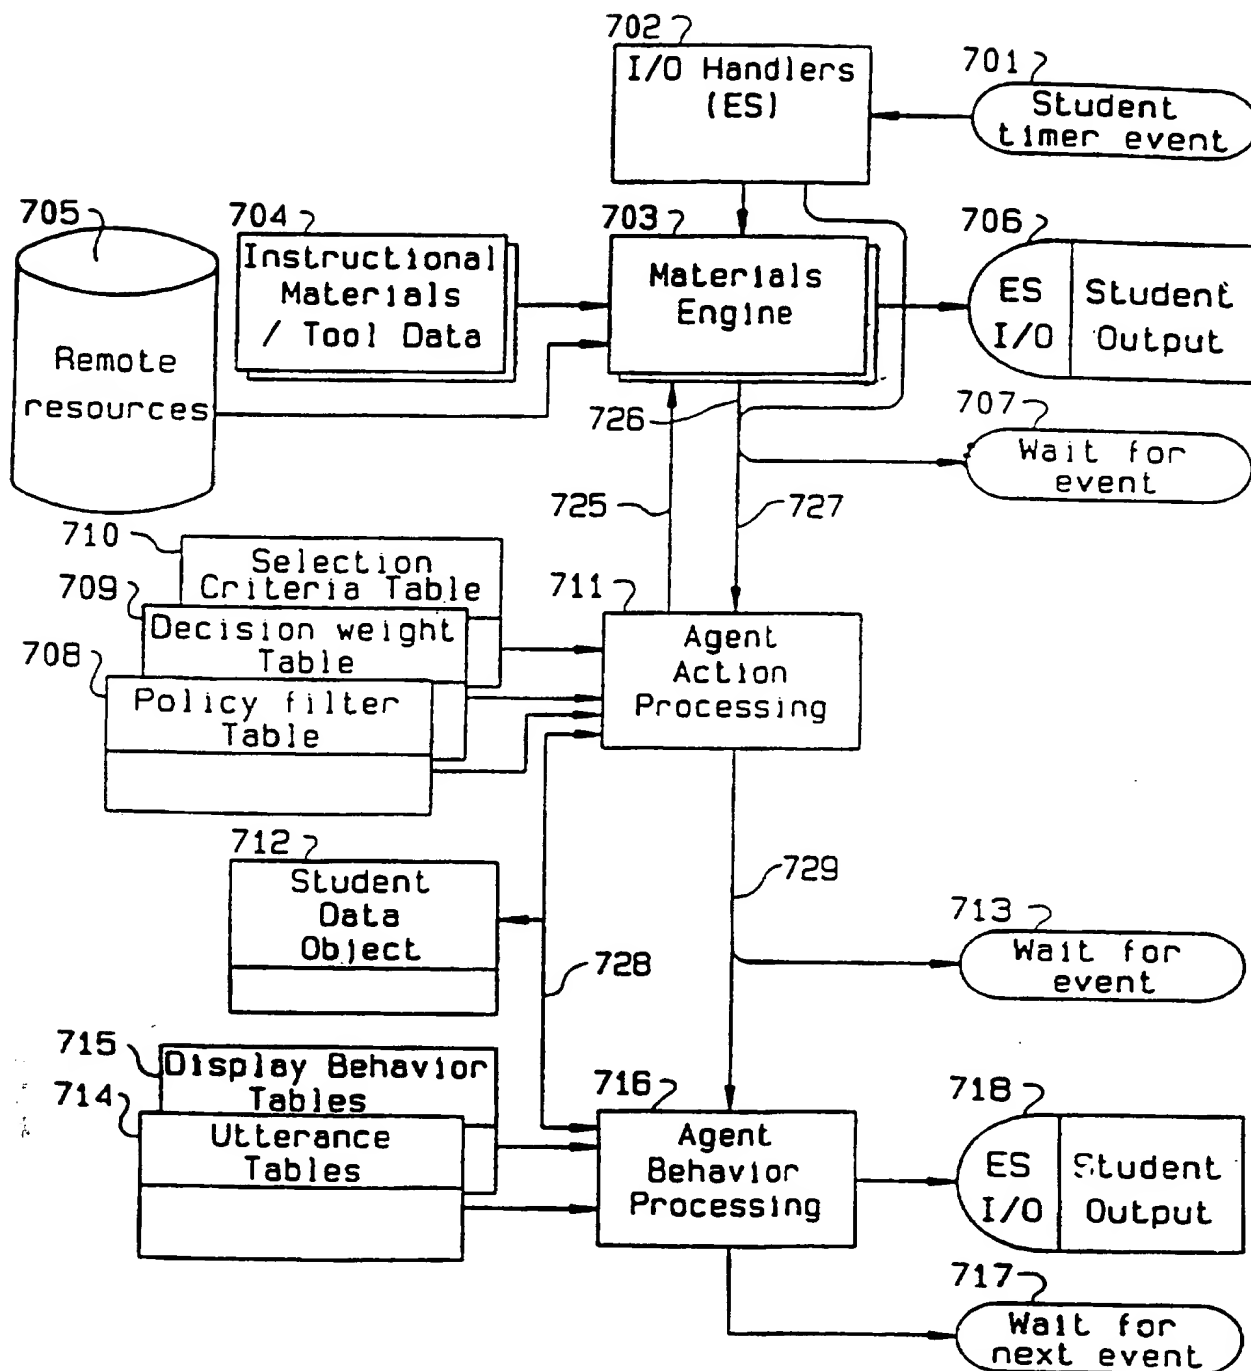 702
I/O Handlers
(ES)
701
Student
timer event
705
Remote
resources
704
Instructional
Materials
/ Tool Data
703
Materials
Engine
706
ES
I/O
Student
Output
726
707
Wait for
event
725
727
710
Selection
Criteria Table
709
Decision weight
Table
708
Policy filter
Table
711
Agent
Action
Processing
712
Student
Data
Object
728
729
713
Wait for
event
715
Display Behavior
Tables
714
Utterance
Tables
716
Agent
Behavior
Processing
718
ES
I/O
Student
Output
717
Wait for
next event